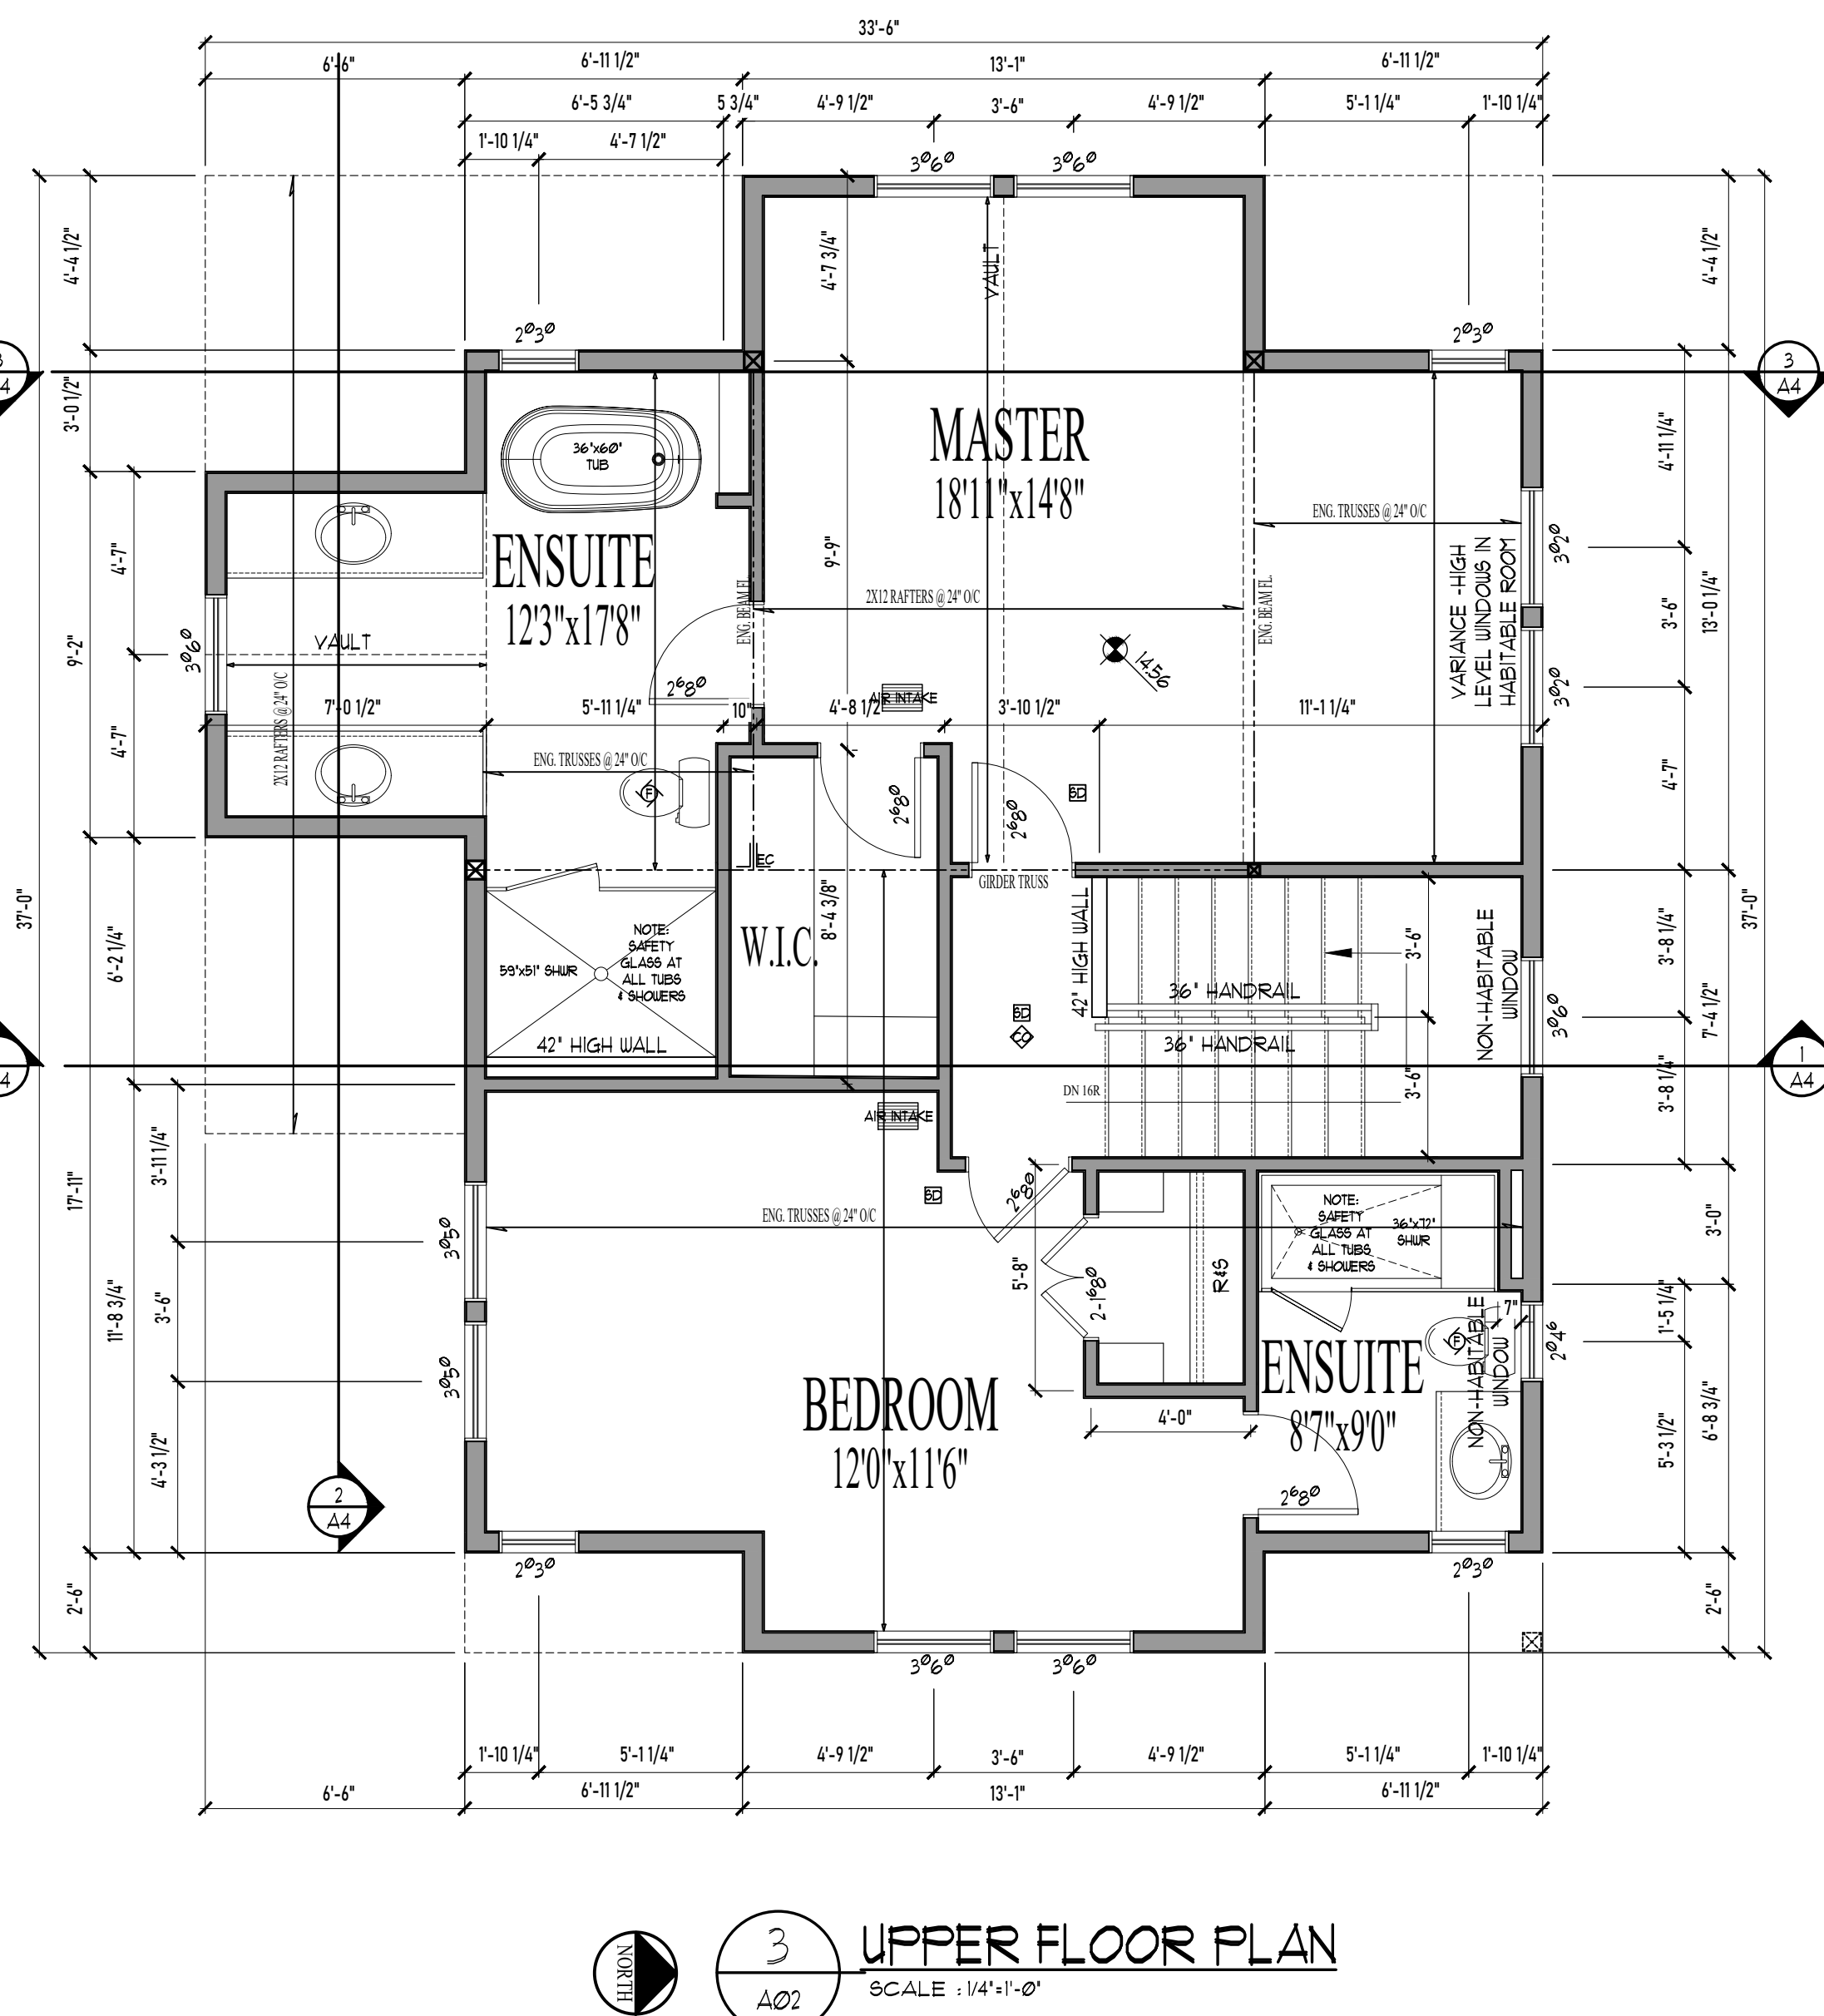 33'-6"
6'-6"
6'-11 1/2"
13'-1"
6'-11 1/2"
6'-5 3/4"
5 3/4"
4'-9 1/2"
3'-6"
4'-9 1/2"
5'-1 1/4"
1'-10 1/4"
1'-10 1/4"
4'-7 1/2"
3⁰6⁰
3⁰6⁰
4'-4 1/2"
4'-7 3/4"
VAULT
4'-4 1/2"
2⁰3⁰
2⁰3⁰
3
A4
3'-0 1/2"
36"x60"
TUB
MASTER
18'11"x14'8"
ENG. TRUSSES @ 24" O/C
4'-11 1/4"
ENSUITE
12'3"x17'8"
4'-7"
9'-9"
3⁰2⁰
VARIANCE -HIGH
LEVEL WINDOWS IN
HABITABLE ROOM
ENG. BEAM FL.
2X12 RAFTERS @ 24" O/C
ENG. BEAM FL.
3'-6"
13'-0 1/4"
9'-2"
3⁰6⁰
VAULT
14.56
2⁶8⁰
AIR INTAKE
3⁰2⁰
2X12 RAFTERS @ 24" O/C
7'-0 1/2"
5'-11 1/4"
10"
4'-8 1/2"
3'-10 1/2"
11'-1 1/4"
4'-7"
ENG. TRUSSES @ 24" O/C
F
2⁶8⁰
2⁶8⁰
SD
4'-7"
EC
GIRDER TRUSS
37'-0"
6'-2 1/4"
59"x51" SHWR
NOTE:
SAFETY
GLASS AT
ALL TUBS
& SHOWERS
42" HIGH WALL
W.I.C.
8'-4 3/8"
42" HIGH WALL
36" HANDRAIL
36" HANDRAIL
3'-6"
3'-6"
NON-HABITABLE
WINDOW
3⁰6⁰
3'-8 1/4"
7'-4 1/2"
3'-8 1/4"
37'-0"
SD
CO
DN 16R
4
1
A4
AIR INTAKE
3'-11 1/4"
17'-11"
SD
2⁶8⁰
ENG. TRUSSES @ 24" O/C
NOTE:
SAFETY
GLASS AT
ALL TUBS
& SHOWERS
36"x72"
SHWR
3'-0"
3⁰5⁰
5'-8"
2-1⁶8⁰
R&S
7"
1'-5 1/4"
11'-8 3/4"
3'-6"
3⁰5⁰
BEDROOM
12'0"x11'6"
4'-0"
ENSUITE
8'7"x9'0"
F
NON-HABITABLE
WINDOW
2⁰4⁶
6'-8 3/4"
5'-3 1/2"
4'-3 1/2"
2
A4
2⁶8⁰
2⁰3⁰
2⁰3⁰
2'-6"
2'-6"
3⁰6⁰
3⁰6⁰
1'-10 1/4"
5'-1 1/4"
4'-9 1/2"
3'-6"
4'-9 1/2"
5'-1 1/4"
1'-10 1/4"
6'-6"
6'-11 1/2"
13'-1"
6'-11 1/2"
NORTH
3
A02
UPPER FLOOR PLAN
SCALE : 1/4"=1'-0"